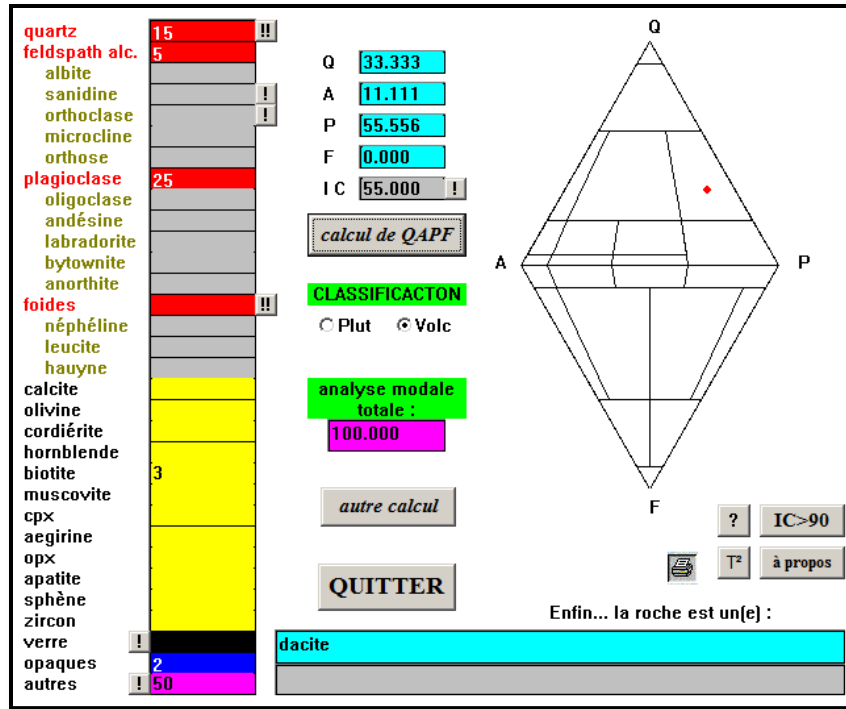 quartz 15 !!
feldspath alc. 5
albite
sanidine !
orthoclase !
microcline
orthose
plagioclase 25
oligoclase
andésine
labradorite
bytownite
anorthite
foides !!
néphéline
leucite
hauyne
calcite
olivine
cordiérite
hornblende
biotite 3
muscovite
cpx
aegirine
opx
apatite
sphène
zircon
verre !
opaques 2
autres ! 50
Q 33.333
A 11.111
P 55.556
F 0.000
I C 55.000 !
calcul de QAPF
CLASSIFICACTON
Plut Volc
analyse modale
totale :
100.000
autre calcul
QUITTER
Q
A P
F
? IC>90
T² à propos
Enfin... la roche est un(e) :
dacite